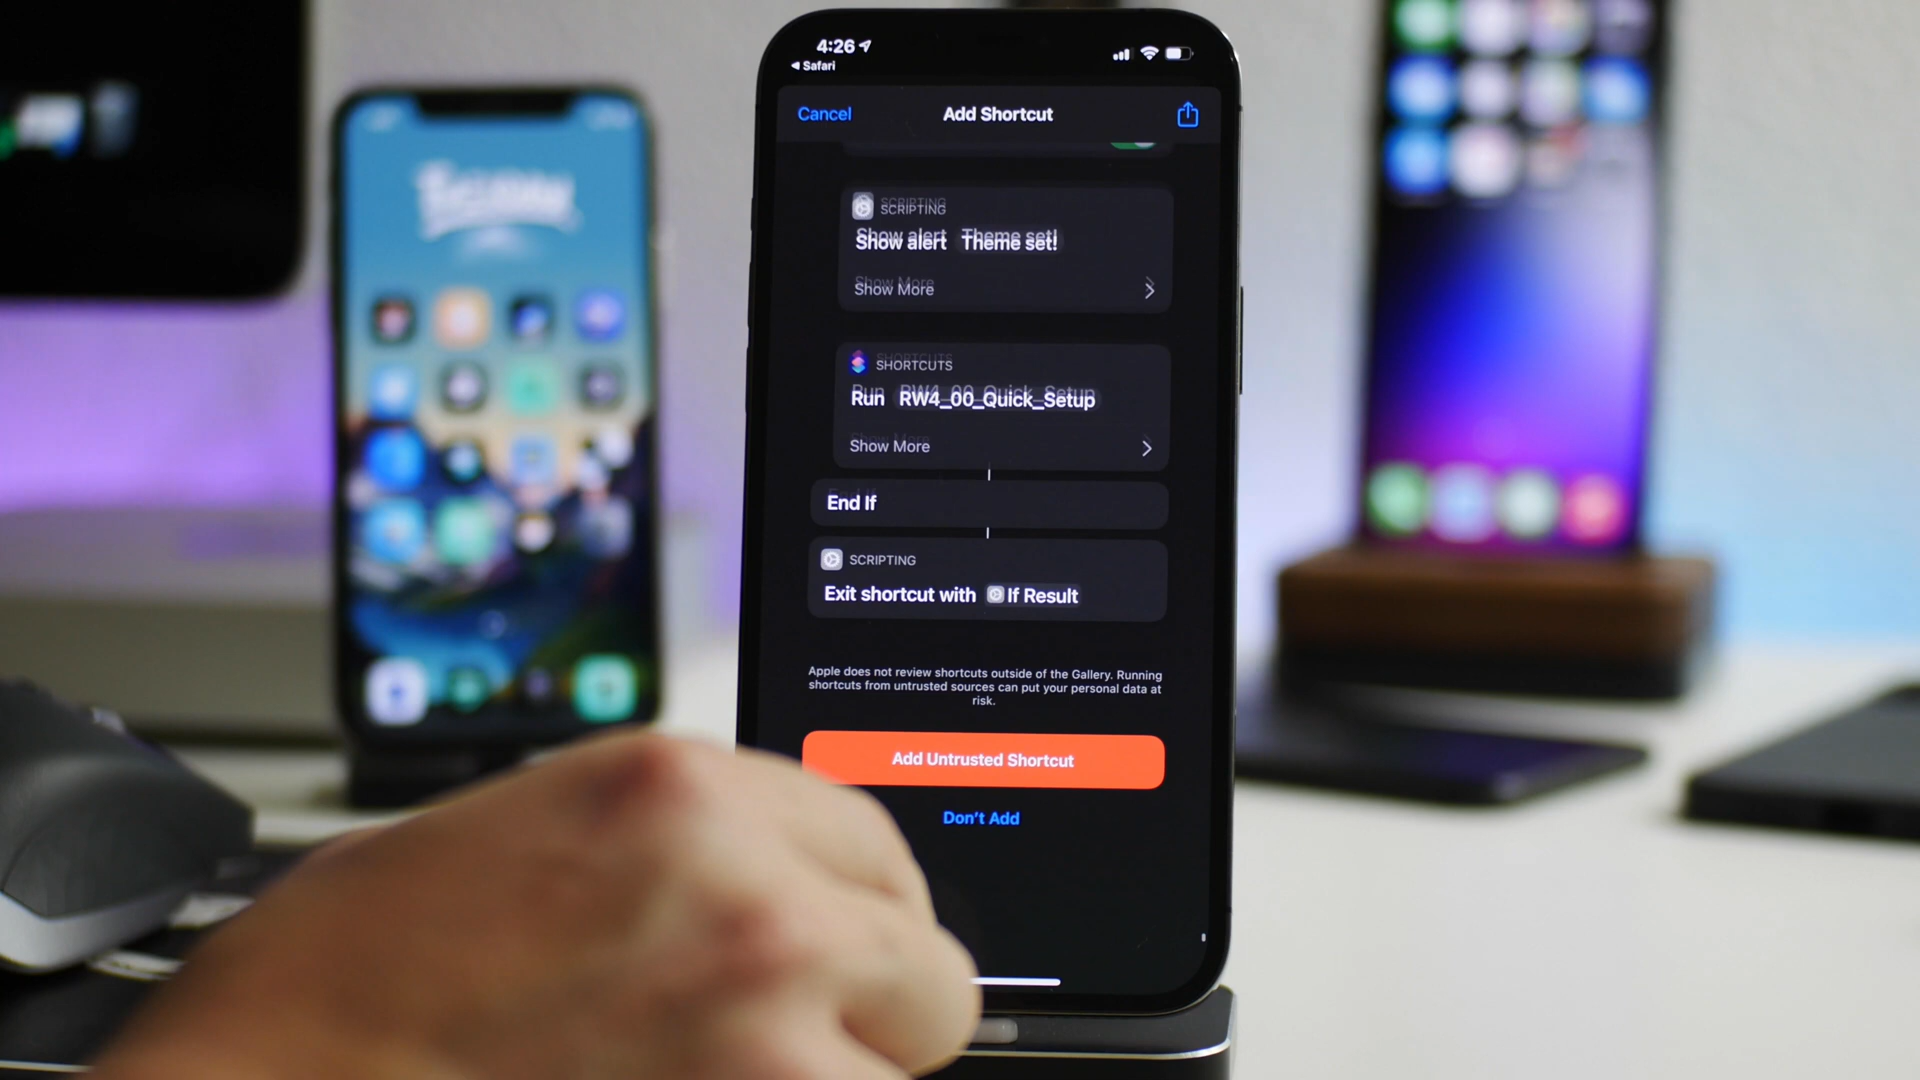 4:26
Safari
Cancel
Add Shortcut
SCRIPTING
Show alert Theme set!
Show More
SHORTCUTS
Run RW4_00_Quick_Setup
Show More
End If
SCRIPTING
Exit shortcut with If Result
Apple does not review shortcuts outside of the Gallery. Running
shortcuts from untrusted sources can put your personal data at
risk.
Add Untrusted Shortcut
Don't Add